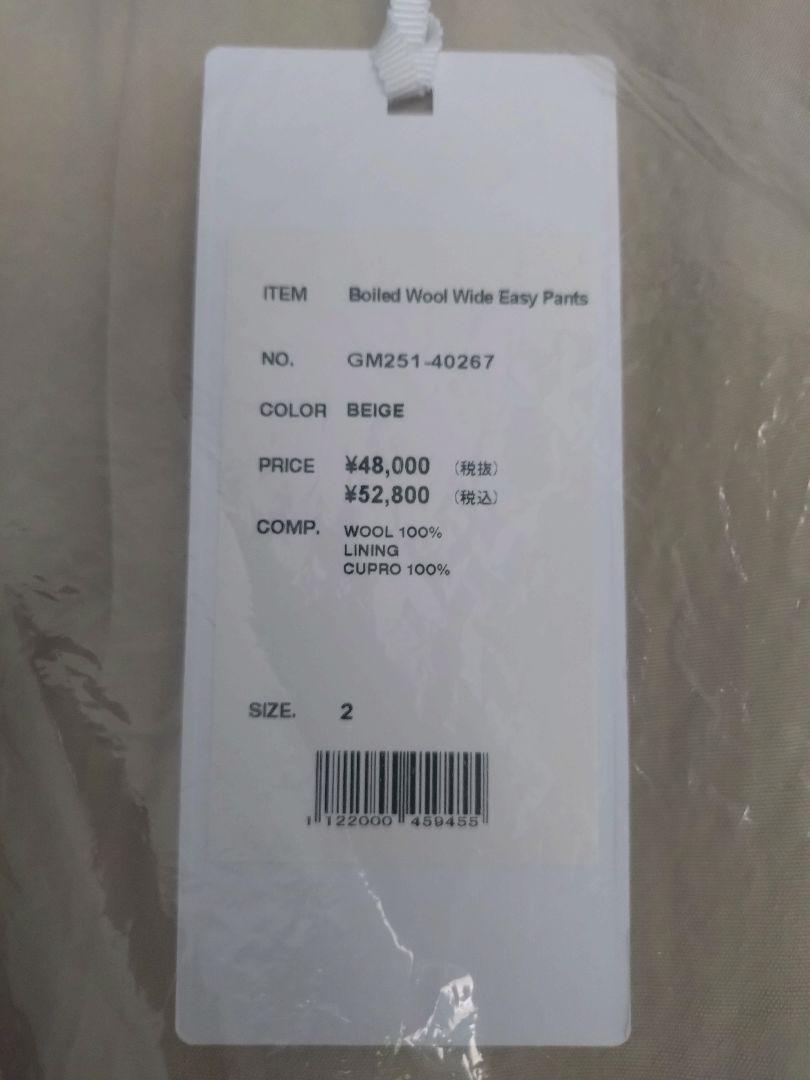 ITEM Boiled Wool Wide Easy Pants
NO. GM251-40267
COLOR BEIGE
PRICE ¥48,000 (税抜)
¥52,800 (税込)
COMP. WOOL 100%
LINING
CUPRO 100%
SIZE. 2
1 122000 459455